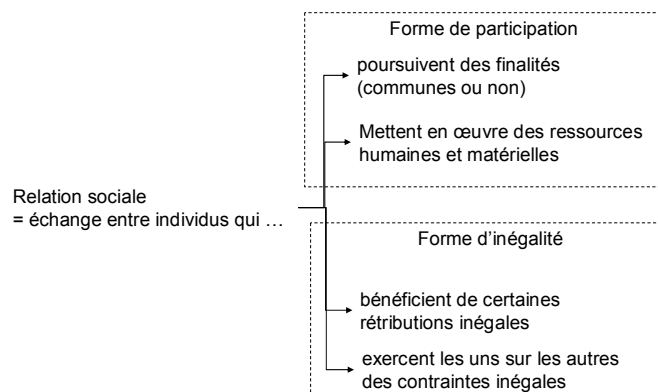 Forme de participation
poursuivent des finalités
(communes ou non)
Mettent en œuvre des ressources
humaines et matérielles
Relation sociale
= échange entre individus qui …
Forme d’inégalité
bénéficient de certaines
rétributions inégales
exercent les uns sur les autres
des contraintes inégales